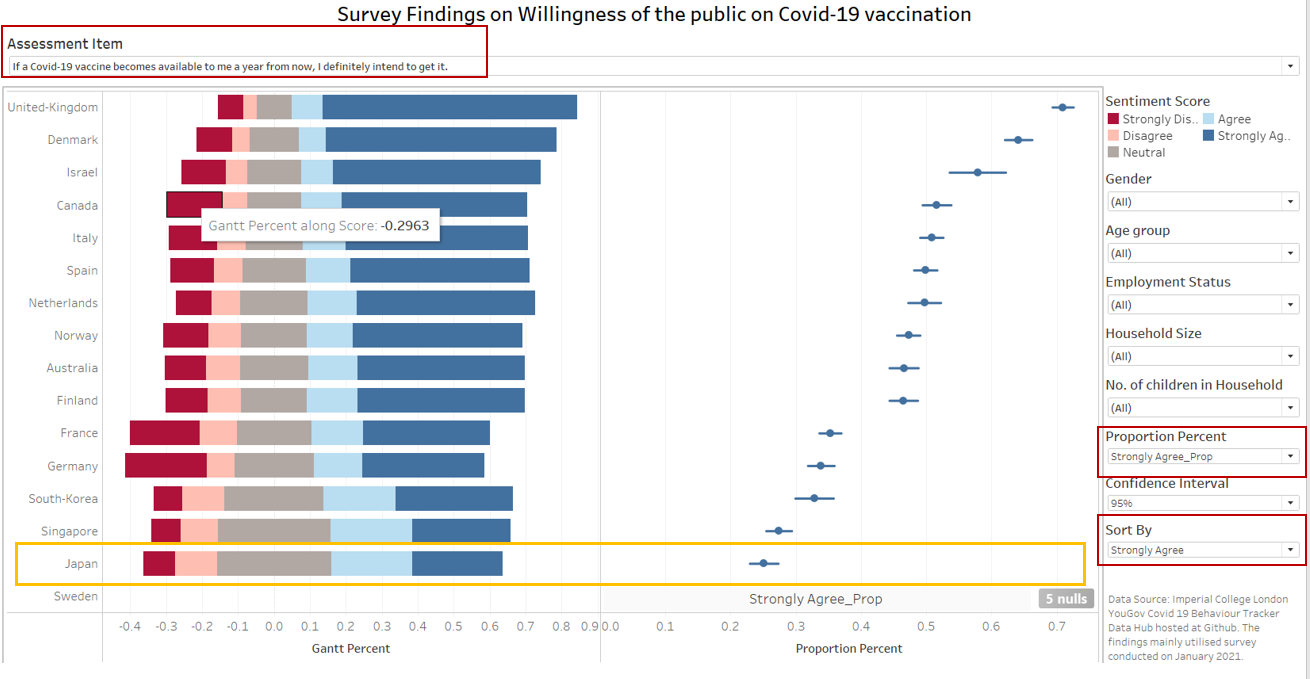 Survey Findings on Willingness of the public on Covid-19 vaccination
Assessment Item
If a Covid-19 vaccine becomes available to me a year from now, I definitely intend to get it.
United-Kingdom
Denmark
Israel
Canada
Gantt Percent along Score: -0.2963
Italy
Spain
Netherlands
Norway
Australia
Finland
France
Germany
South-Korea
Singapore
Japan
Sweden
Strongly Agree_Prop
5 nulls
-0.4 -0.3 -0.2 -0.1 0.0 0.1 0.2 0.3 0.4 0.5 0.6 0.7 0.8 0.9
Gantt Percent
0.0 0.1 0.2 0.3 0.4 0.5 0.6 0.7
Proportion Percent
Sentiment Score
Strongly Dis.. Agree
Disagree Strongly Ag..
Neutral
Gender
(All)
Age group
(All)
Employment Status
(All)
Household Size
(All)
No. of children in Household
(All)
Proportion Percent
Strongly Agree_Prop
Confidence Interval
95%
Sort By
Strongly Agree
Data Source: Imperial College London
YouGov Covid 19 Behaviour Tracker
Data Hub hosted at Github. The
findings mainly utilised survey
conducted on January 2021.